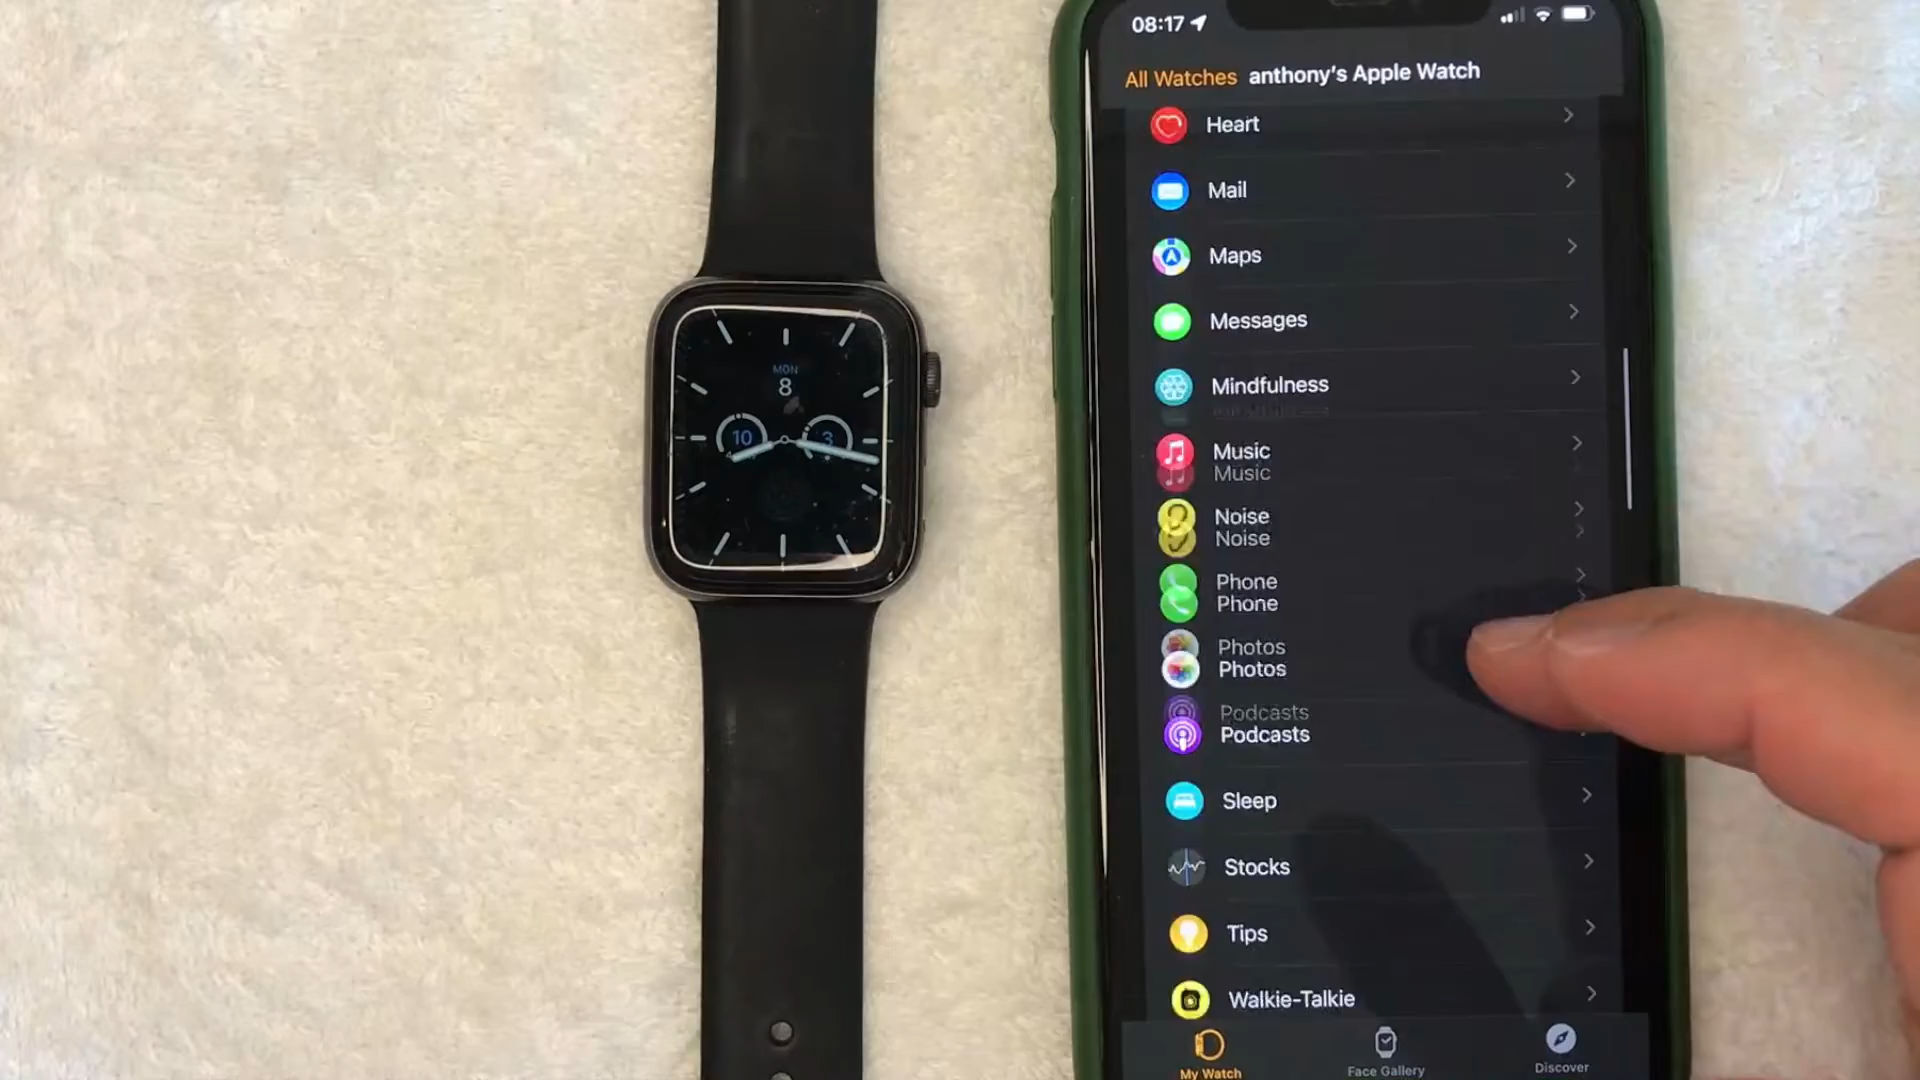 08:17
All Watches anthony's Apple Watch
Heart
Mail
Maps
Messages
Mindfulness
Music
Music
Noise
Noise
Phone
Phone
Photos
Photos
Podcasts
Podcasts
Sleep
Stocks
Tips
Walkie-Talkie
My Watch
Face Gallery
Discover
MON
8
10
3